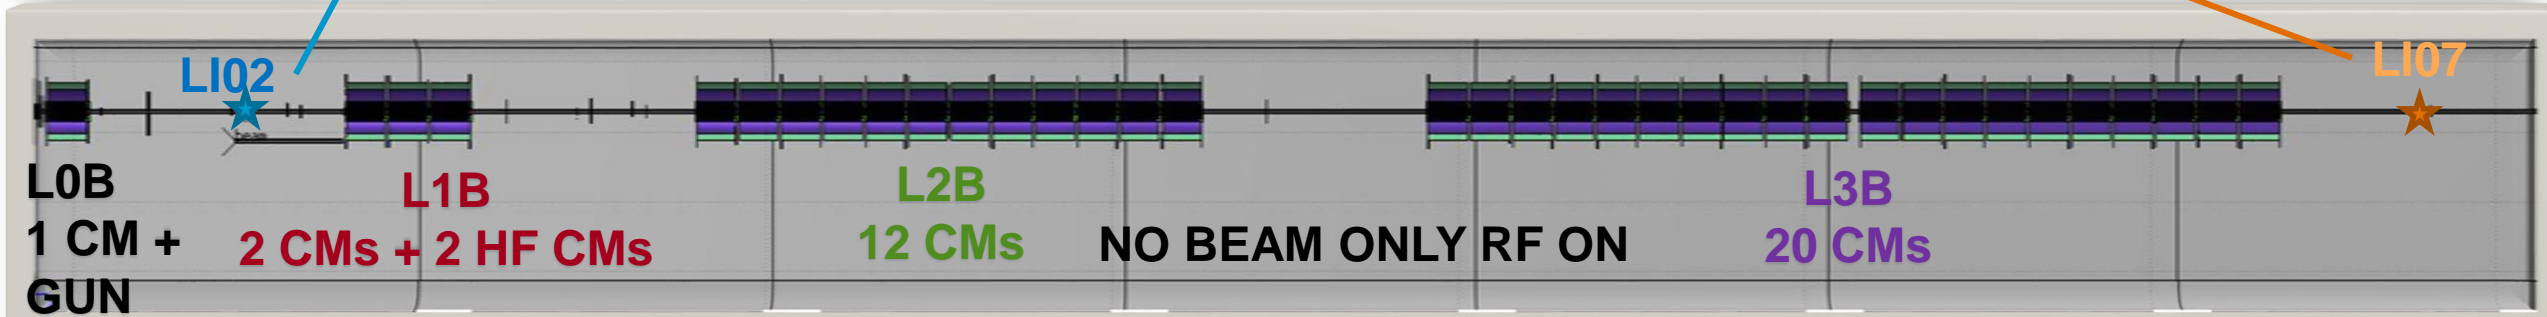 LI02
LI07
beam
L0B
1 CM +
GUN
L1B
2 CMs + 2 HF CMs
L2B
12 CMs
NO BEAM ONLY RF ON
L3B
20 CMs